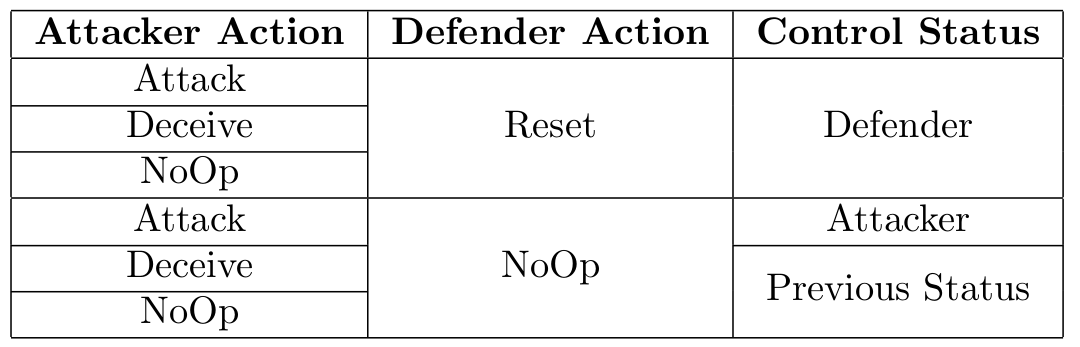 Attacker Action Defender Action Control Status
Attack
Deceive Reset Defender
NoOp
Attack Attacker
Deceive NoOp
Previous Status
NoOp